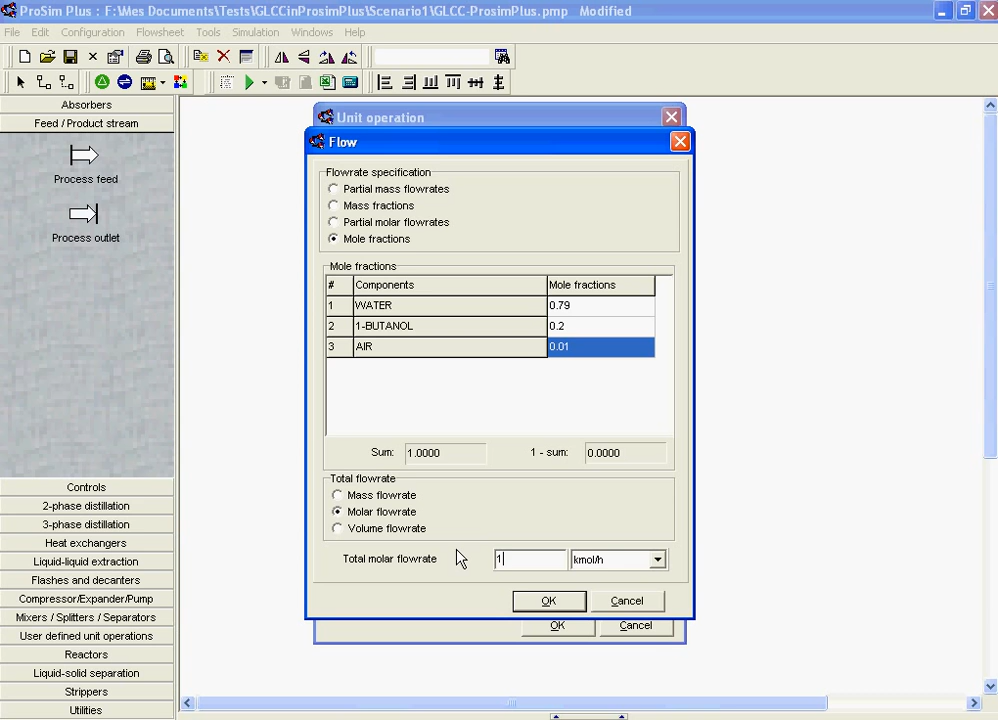 ProSim Plus : F:\Mes Documents\Tests\GLCCinProsimPlus\Scenario1\GLCC-ProsimPlus.pmp Modified
File Edit Configuration Flowsheet Tools Simulation Windows Help
Absorbers
Feed / Product stream
Process feed
Process outlet
Controls
2-phase distillation
3-phase distillation
Heat exchangers
Liquid-liquid extraction
Flashes and decanters
Compressor/Expander/Pump
Mixers / Splitters / Separators
User defined unit operations
Reactors
Liquid-solid separation
Strippers
Utilities
Unit operation
Flow
Flowrate specification
Partial mass flowrates
Mass fractions
Partial molar flowrates
Mole fractions
Mole fractions
# Components Mole fractions
1 WATER 0.79
2 1-BUTANOL 0.2
3 AIR 0.01
Sum: 1.0000 1 - sum: 0.0000
Total flowrate
Mass flowrate
Molar flowrate
Volume flowrate
Total molar flowrate 1 kmol/h
OK Cancel
OK Cancel